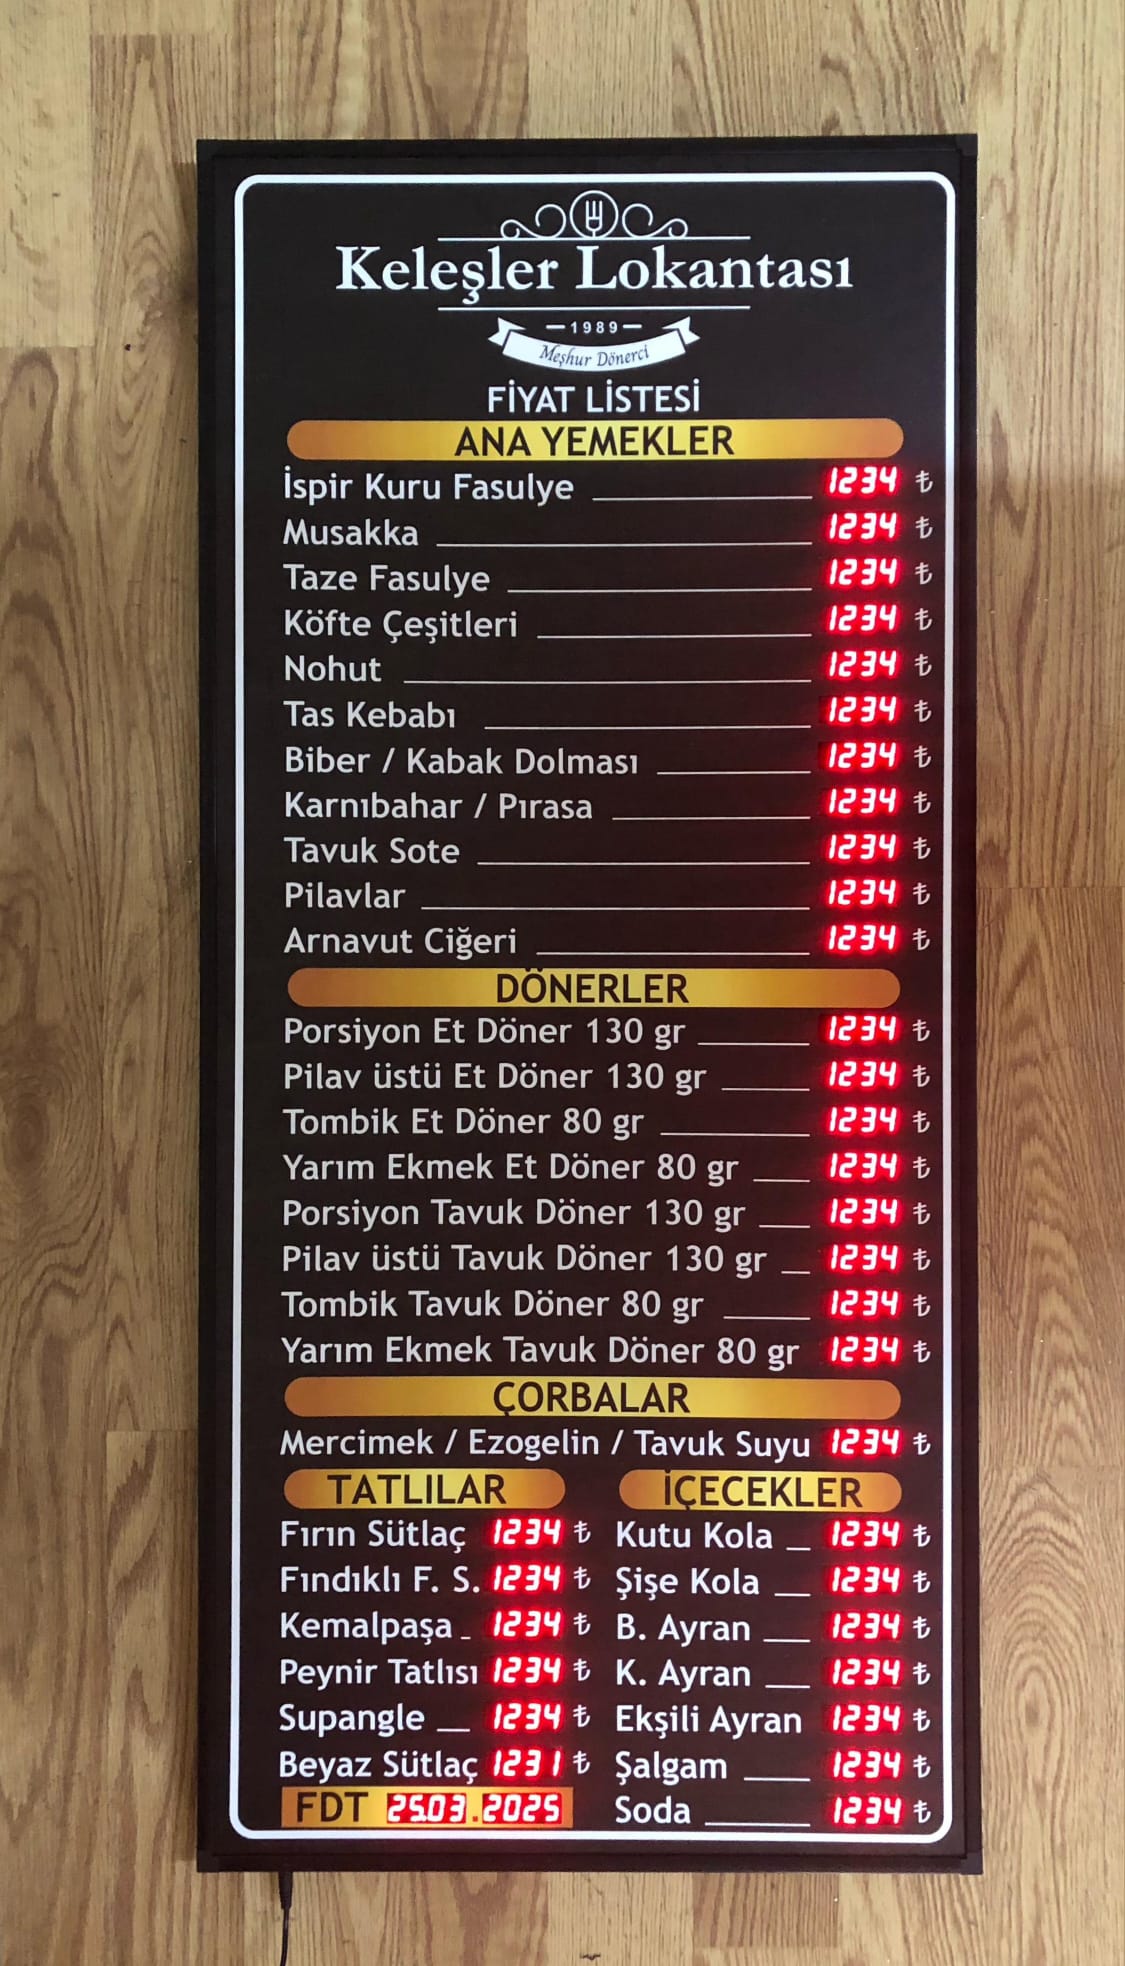 Keleşler Lokantası
1989
Meşhur Dönerci
FİYAT LİSTESİ
ANA YEMEKLER
İspir Kuru Fasulye 1234 ₺
Musakka 1234 ₺
Taze Fasulye 1234 ₺
Köfte Çeşitleri 1234 ₺
Nohut 1234 ₺
Tas Kebabı 1234 ₺
Biber / Kabak Dolması 1234 ₺
Karnıbahar / Pırasa 1234 ₺
Tavuk Sote 1234 ₺
Pilavlar 1234 ₺
Arnavut Ciğeri 1234 ₺
DÖNERLER
Porsiyon Et Döner 130 gr 1234 ₺
Pilav üstü Et Döner 130 gr 1234 ₺
Tombik Et Döner 80 gr 1234 ₺
Yarım Ekmek Et Döner 80 gr 1234 ₺
Porsiyon Tavuk Döner 130 gr 1234 ₺
Pilav üstü Tavuk Döner 130 gr 1234 ₺
Tombik Tavuk Döner 80 gr 1234 ₺
Yarım Ekmek Tavuk Döner 80 gr 1234 ₺
ÇORBALAR
Mercimek / Ezogelin / Tavuk Suyu 1234 ₺
TATLILAR
Fırın Sütlaç 1234 ₺
Fındıklı F. S. 1234 ₺
Kemalpaşa 1234 ₺
Peynir Tatlısı 1234 ₺
Supangle 1234 ₺
Beyaz Sütlaç 1231 ₺
FDT 25.03.2025
İÇECEKLER
Kutu Kola 1234 ₺
Şişe Kola 1234 ₺
B. Ayran 1234 ₺
K. Ayran 1234 ₺
Ekşili Ayran 1234 ₺
Şalgam 1234 ₺
Soda 1234 ₺